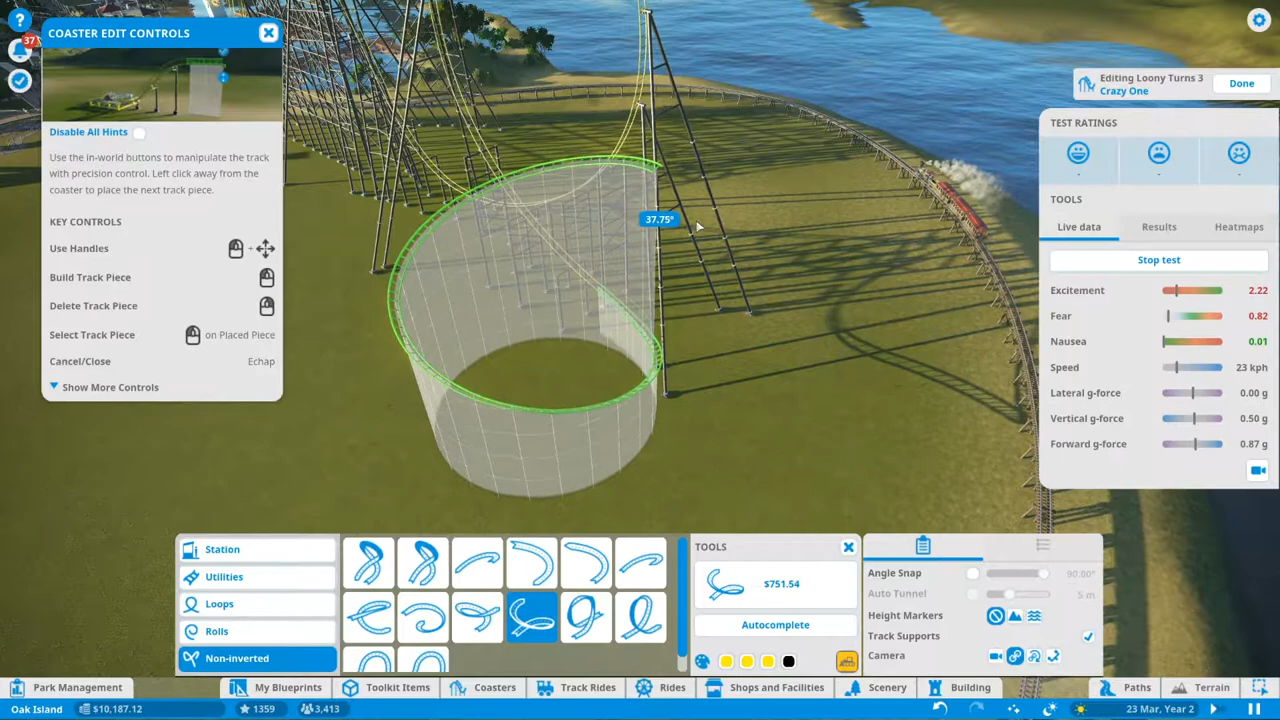 ?
37
COASTER EDIT CONTROLS
Disable All Hints
Use the in-world buttons to manipulate the track
with precision control. Left click away from the
coaster to place the next track piece.
KEY CONTROLS
Use Handles +
Build Track Piece
Delete Track Piece
Select Track Piece on Placed Piece
Cancel/Close Echap
Show More Controls
37.75°
Editing Loony Turns 3
Crazy One
Done
TEST RATINGS
- - -
TOOLS
Live data Results Heatmaps
Stop test
Excitement 2.22
Fear 0.82
Nausea 0.01
Speed 23 kph
Lateral g-force 0.00 g
Vertical g-force 0.50 g
Forward g-force 0.87 g
Station
Utilities
Loops
Rolls
Non-inverted
TOOLS
$751.54
Autocomplete
Angle Snap 90.00°
Auto Tunnel 5 m
Height Markers
Track Supports
Camera
Park Management My Blueprints Toolkit Items Coasters Track Rides Rides Shops and Facilities Scenery Building Paths Terrain
Oak Island $10,187.12 1359 3,413 23 Mar, Year 2